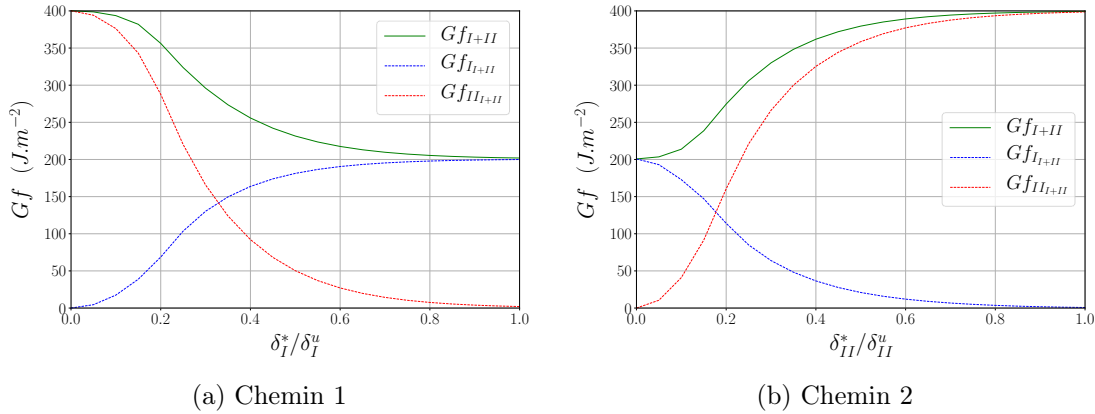 400
350
300
250
200
150
100
50
0
Gf (J.m⁻²)
0.0 0.2 0.4 0.6 0.8 1.0
δ*_I/δ^u_I
Gf_{I+II}
Gf_{I_{I+II}}
Gf_{II_{I+II}}
(a) Chemin 1
400
350
300
250
200
150
100
50
0
Gf (J.m⁻²)
0.0 0.2 0.4 0.6 0.8 1.0
δ*_{II}/δ^u_{II}
Gf_{I+II}
Gf_{I_{I+II}}
Gf_{II_{I+II}}
(b) Chemin 2